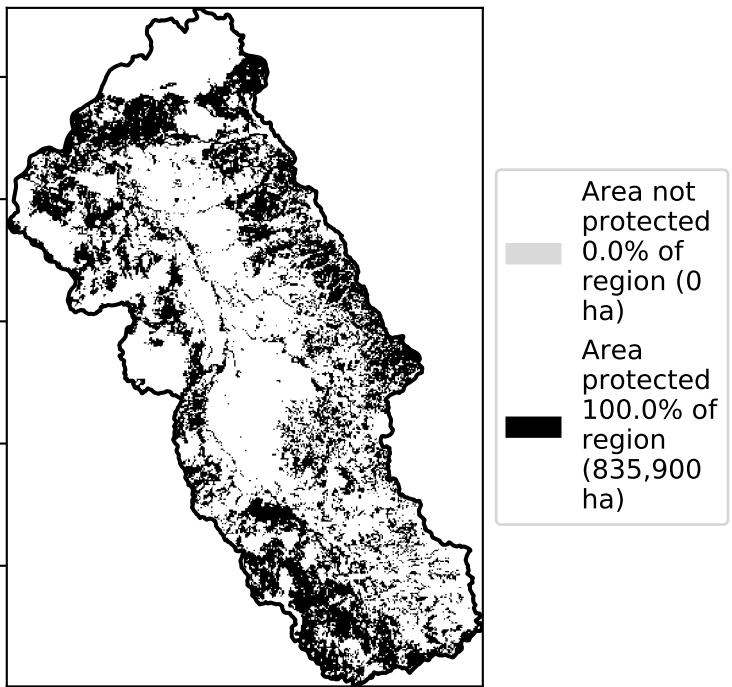 Area not
protected
0.0% of
region (0
ha)
Area
protected
100.0% of
region
(835,900
ha)